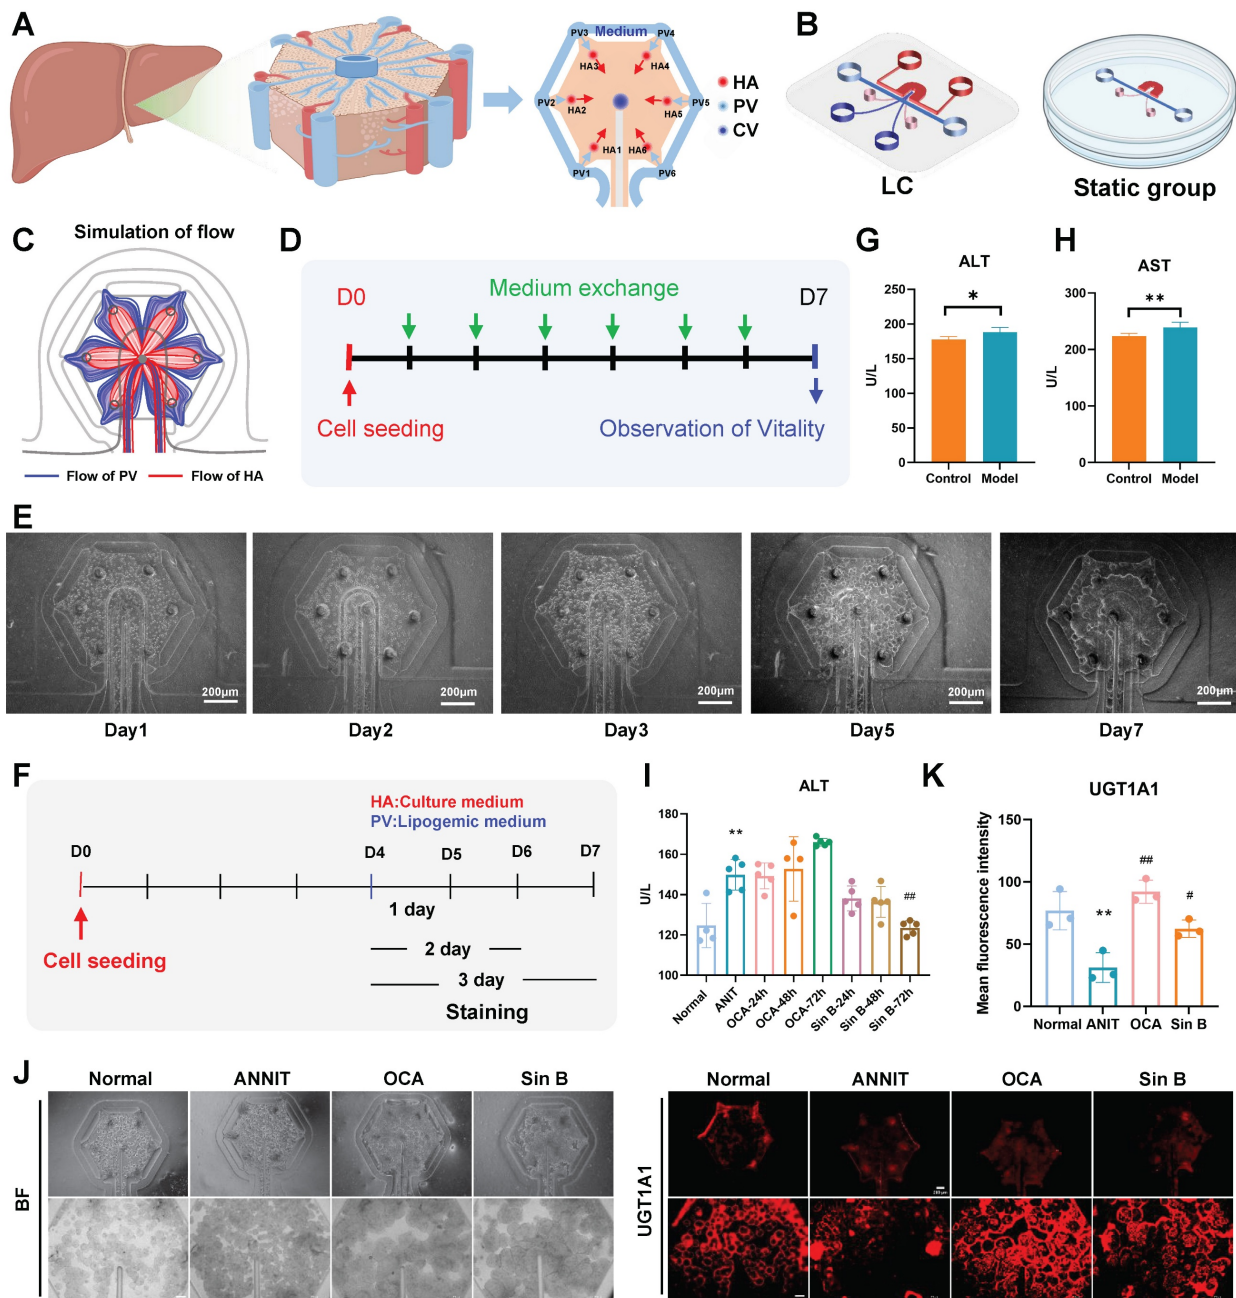 A
PV3
Medium
PV4
HA3
HA4
PV2
HA2
PV5
HA5
HA1
HA6
PV1
PV6
HA
PV
CV
B
LC
Static group
C
Simulation of flow
Flow of PV
Flow of HA
D
D0
Medium exchange
D7
Cell seeding
Observation of Vitality
G
ALT
*
U/L
250
200
150
100
50
0
Control Model
H
AST
**
U/L
300
200
100
0
Control Model
E
200μm
200μm
200μm
200μm
200μm
Day1
Day2
Day3
Day5
Day7
F
HA:Culture medium
PV:Lipogemic medium
D0
D4
D5
D6
D7
1 day
2 day
3 day
Cell seeding
Staining
I
ALT
U/L
180
160
140
120
100
**
##
Normal
ANIT
OCA-24h
OCA-48h
OCA-72h
Sin B-24h
Sin B-48h
Sin B-72h
K
UGT1A1
Mean fluorescence intensity
150
100
50
0
**
##
#
Normal ANIT OCA Sin B
J
Normal
ANNIT
OCA
Sin B
BF
Normal
ANNIT
OCA
Sin B
UGT1A1